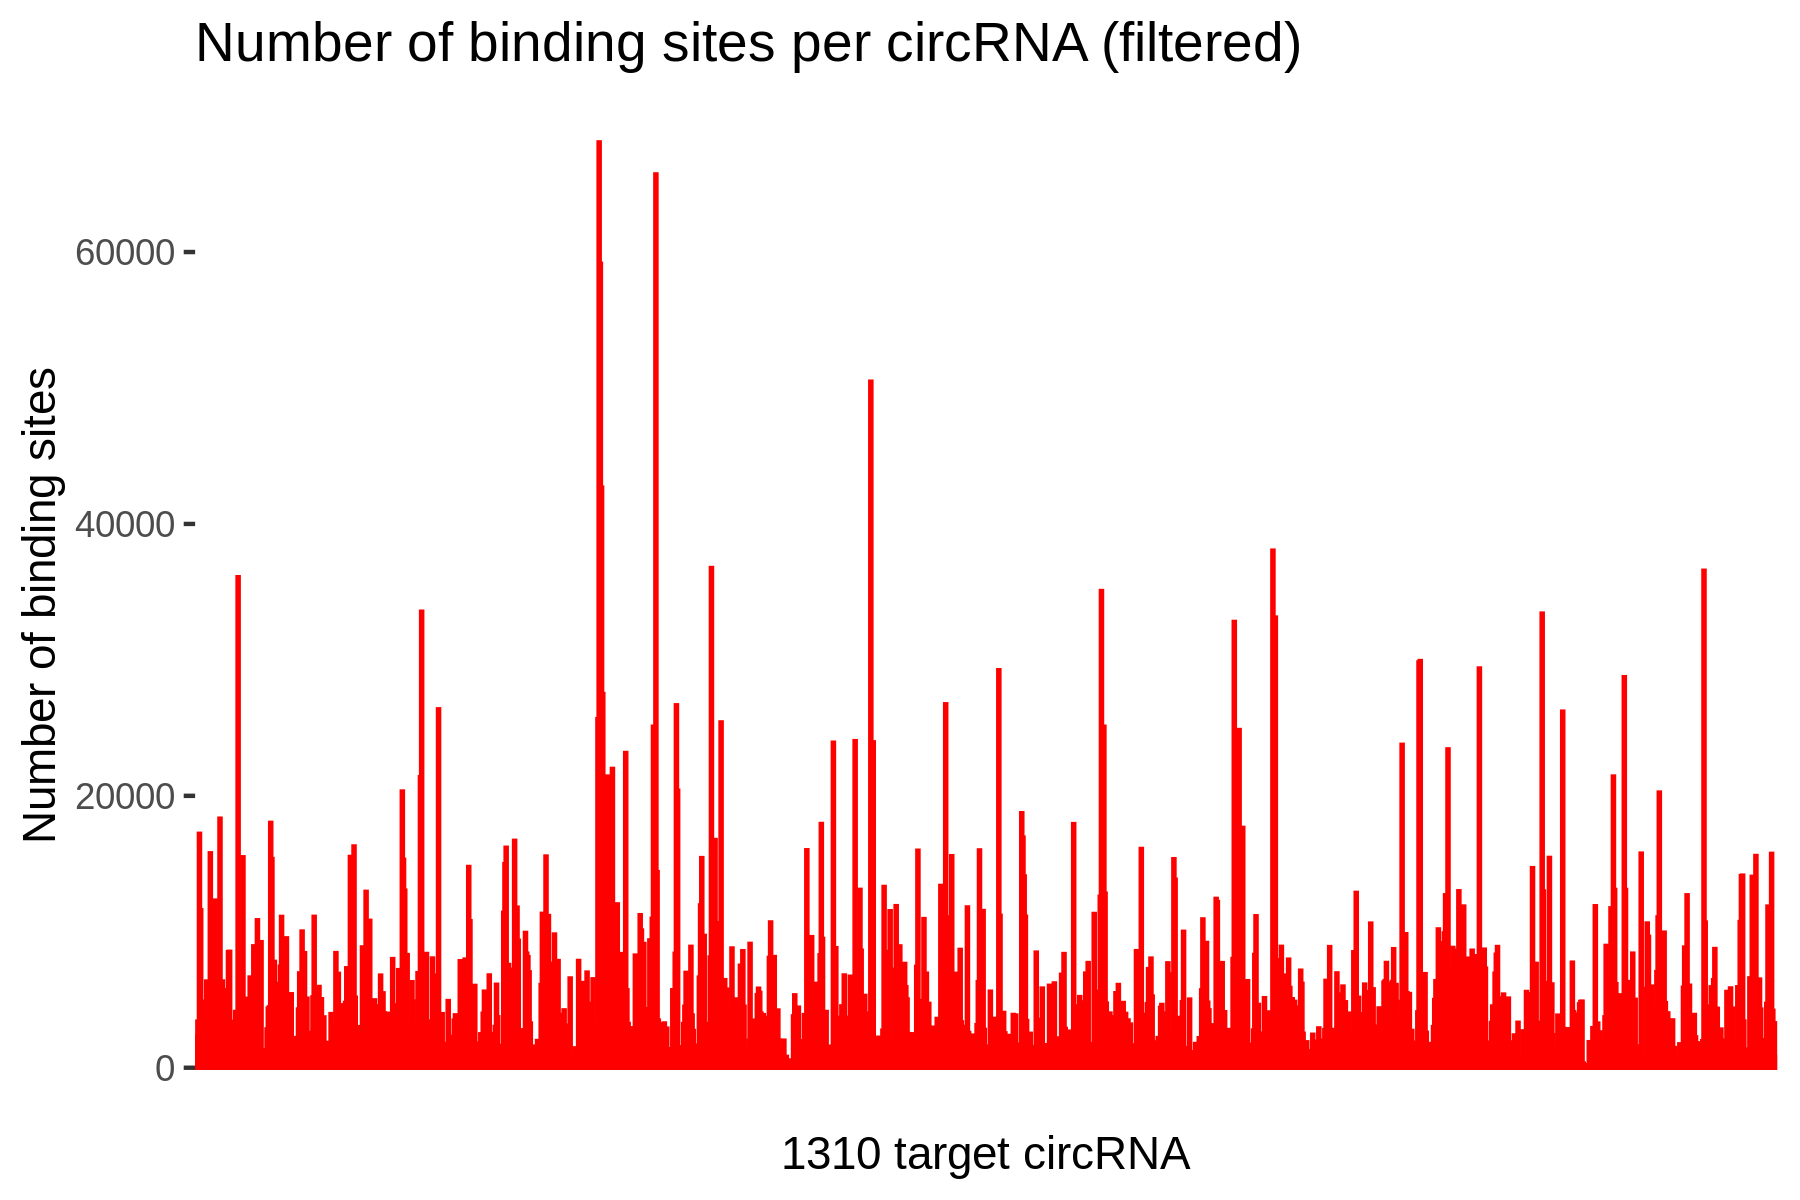 Number of binding sites per circRNA (filtered)
Number of binding sites
60000
40000
20000
0
1310 target circRNA